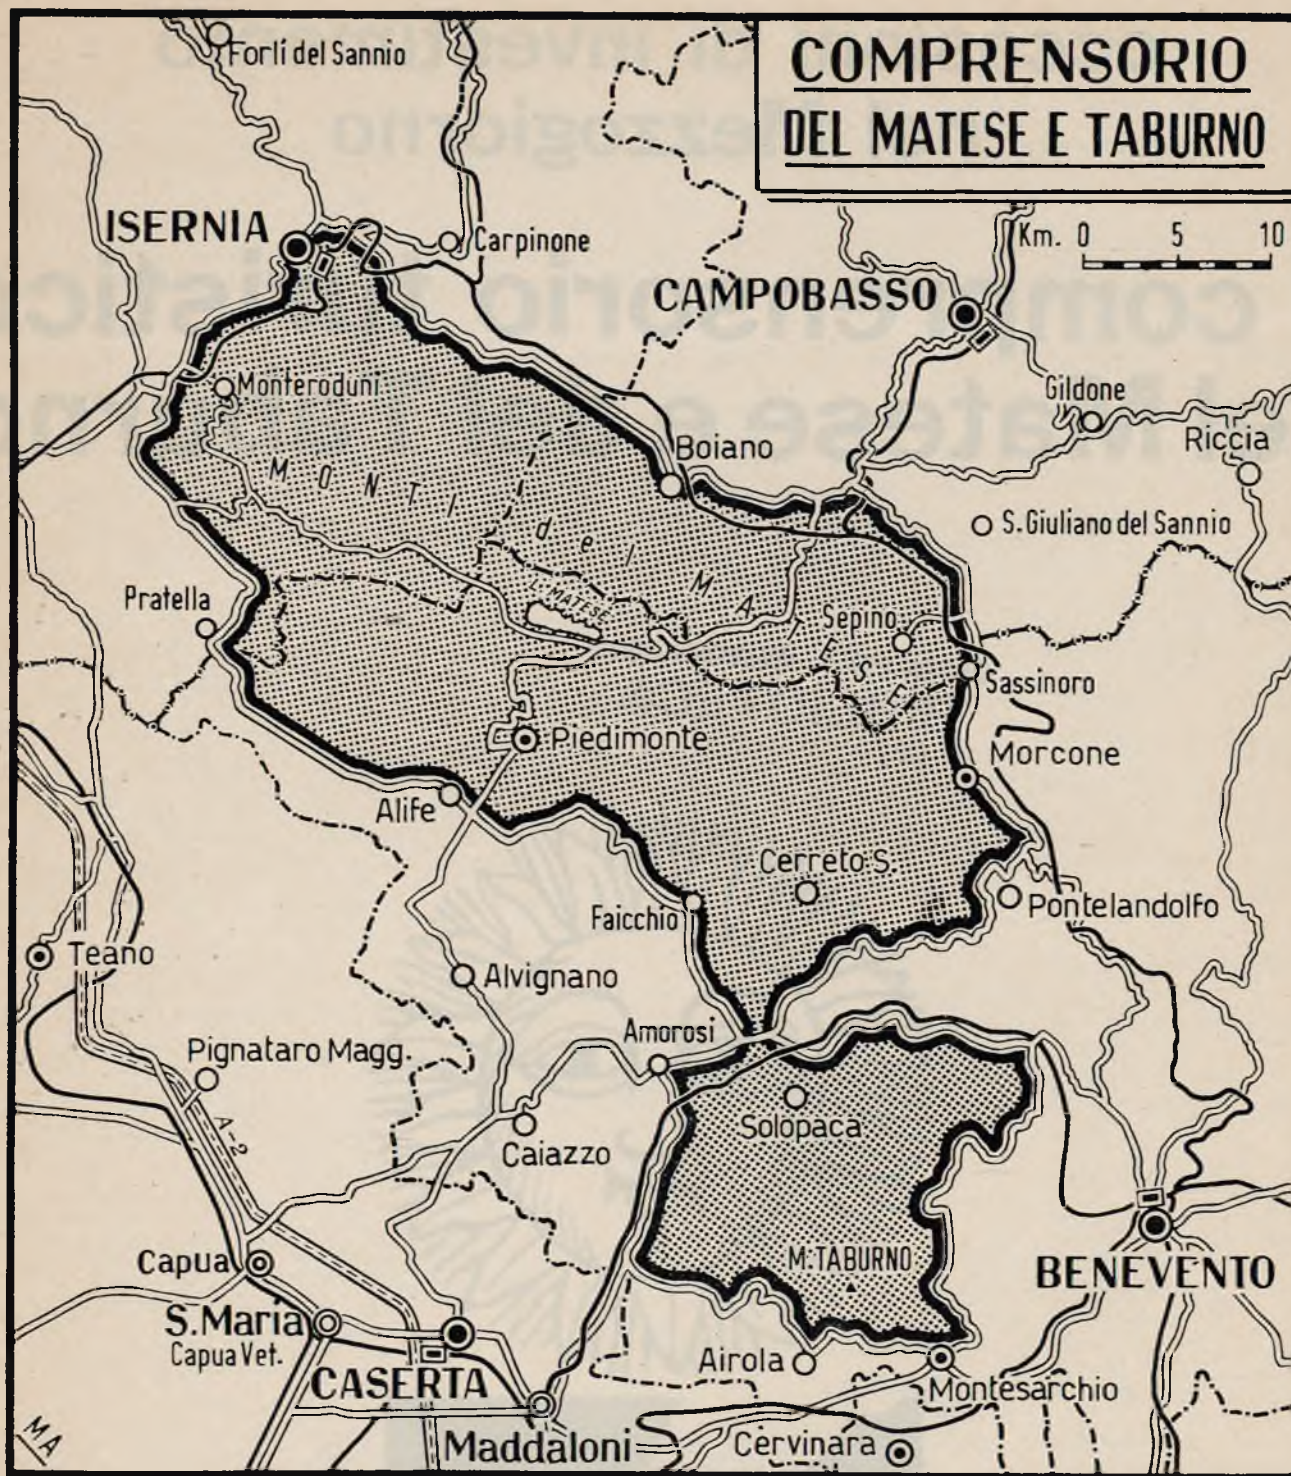 COMPRENSORIO
DEL MATESE E TABURNO
Forlí del Sannio
ISERNIA
Carpinone
Km. 0 5 10
CAMPOBASSO
Monteroduni
Gildone
Riccia
Boiano
MONTI del MATESE
S. Giuliano del Sannio
Pratella
L. MATESE
Sepino
Sassinoro
Piedimonte
Morcone
Alife
Cerreto S.
Faicchio
Pontelandolfo
Teano
Alvignano
Amorosi
Pignataro Magg.
A-2
Solopaca
Caiazzo
M. TABURNO
Capua
BENEVENTO
S. Maria
Capua Vet.
Airola
CASERTA
Montesarchio
Maddaloni
Cervinara
MA